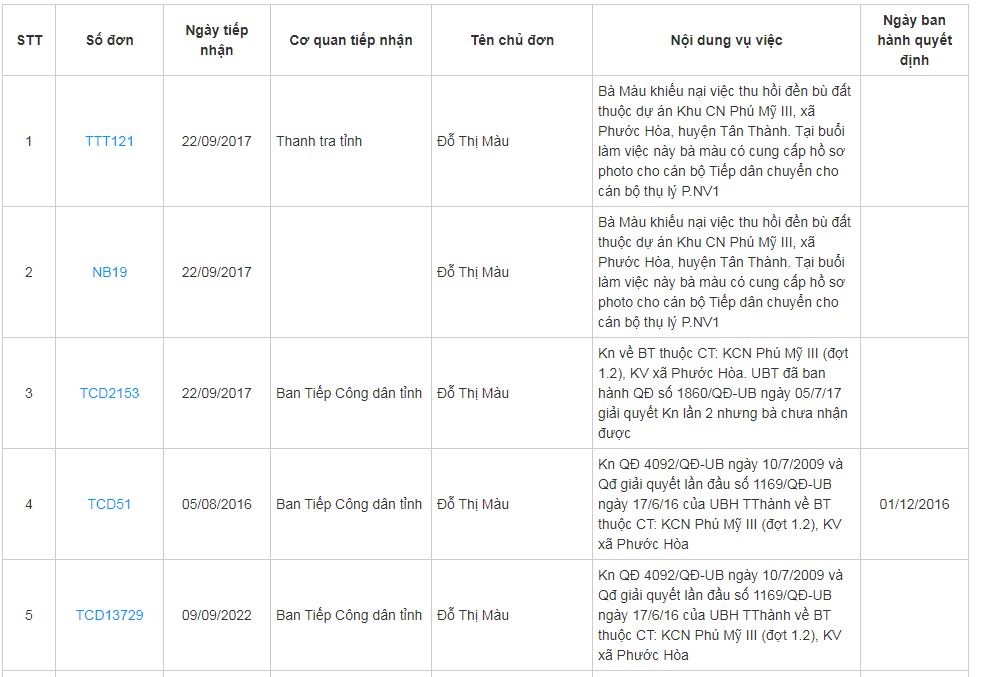 STT
Số đơn
Ngày tiếp
nhận
Cơ quan tiếp nhận
Tên chủ đơn
Nội dung vụ việc
Ngày ban
hành quyết
định
1
TTT121
22/09/2017
Thanh tra tỉnh
Đỗ Thị Màu
Bà Màu khiếu nại việc thu hồi đền bù đất
thuộc dự án Khu CN Phú Mỹ III, xã
Phước Hòa, huyện Tân Thành. Tại buổi
làm việc này bà màu có cung cấp hồ sơ
photo cho cán bộ Tiếp dân chuyển cho
cán bộ thụ lý P.NV1
2
NB19
22/09/2017
Đỗ Thị Màu
Bà Màu khiếu nại việc thu hồi đền bù đất
thuộc dự án Khu CN Phú Mỹ III, xã
Phước Hòa, huyện Tân Thành. Tại buổi
làm việc này bà màu có cung cấp hồ sơ
photo cho cán bộ Tiếp dân chuyển cho
cán bộ thụ lý P.NV1
3
TCD2153
22/09/2017
Ban Tiếp Công dân tỉnh
Đỗ Thị Màu
Kn về BT thuộc CT: KCN Phú Mỹ III (đợt
1.2), KV xã Phước Hòa. UBT đã ban
hành QĐ số 1860/QĐ-UB ngày 05/7/17
giải quyết Kn lần 2 nhưng bà chưa nhận
được
4
TCD51
05/08/2016
Ban Tiếp Công dân tỉnh
Đỗ Thị Màu
Kn QĐ 4092/QĐ-UB ngày 10/7/2009 và
Qđ giải quyết lần đầu số 1169/QĐ-UB
ngày 17/6/16 của UBH TThành về BT
thuộc CT: KCN Phú Mỹ III (đợt 1.2), KV
xã Phước Hòa
01/12/2016
5
TCD13729
09/09/2022
Ban Tiếp Công dân tỉnh
Đỗ Thị Màu
Kn QĐ 4092/QĐ-UB ngày 10/7/2009 và
Qđ giải quyết lần đầu số 1169/QĐ-UB
ngày 17/6/16 của UBH TThành về BT
thuộc CT: KCN Phú Mỹ III (đợt 1.2), KV
xã Phước Hòa